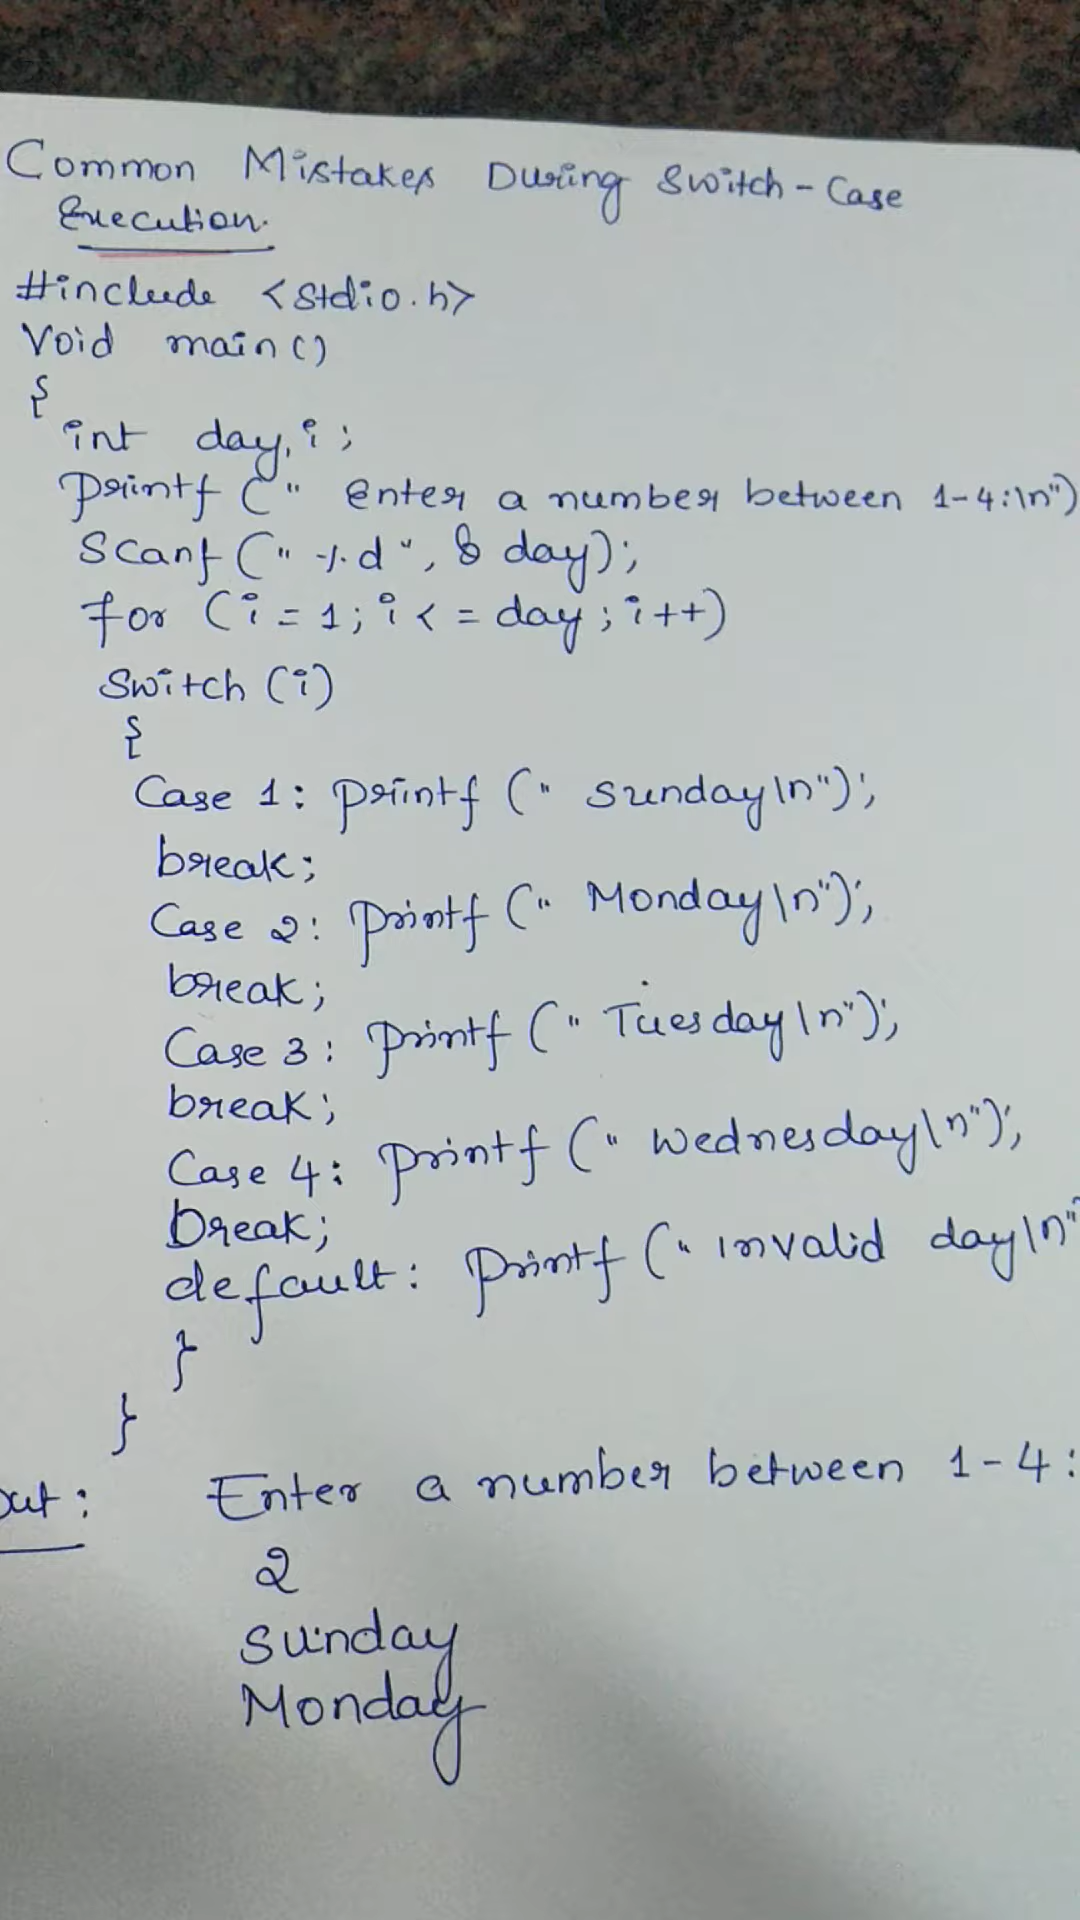 Common Mistakes During Switch-Case
Execution.
#include <stdio.h>
Void main()
{
int day, i;
printf (" enter a number between 1-4:\n")
Scanf (" %d", & day);
for (i = 1; i < = day; i++)
Switch (i)
{
Case 1: printf (" sunday\n");
break;
Case 2: printf (" Monday\n");
break;
Case 3: printf (" Tuesday\n");
break;
Case 4: printf (" wednesday\n");
break;
default: printf (" invalid day\n"
}
}
out: Enter a number between 1-4:
2
sunday
Monday